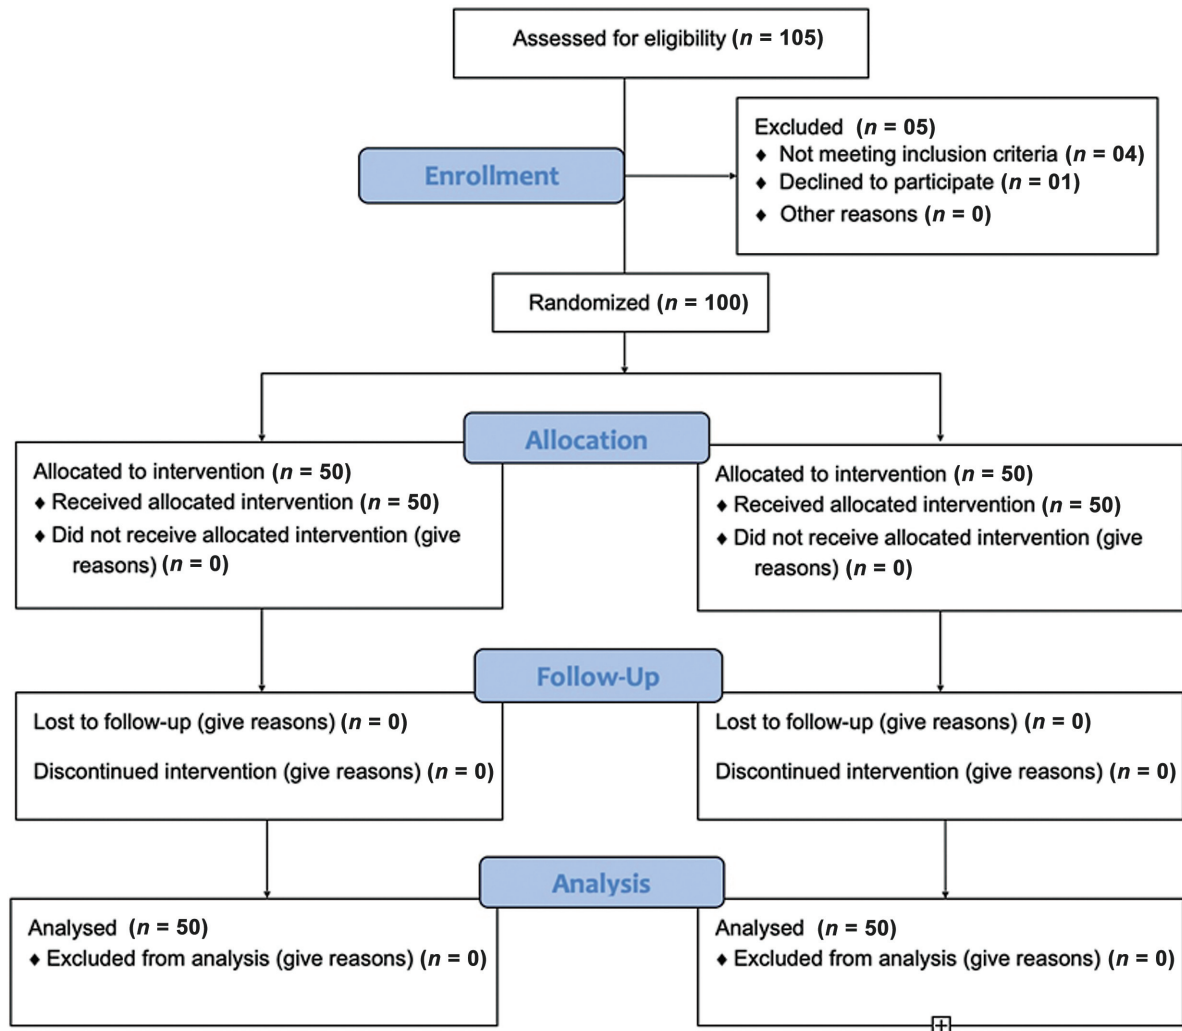 Assessed for eligibility (n = 105)
Enrollment
Excluded (n = 05)
♦ Not meeting inclusion criteria (n = 04)
♦ Declined to participate (n = 01)
♦ Other reasons (n = 0)
Randomized (n = 100)
Allocation
Allocated to intervention (n = 50)
♦ Received allocated intervention (n = 50)
♦ Did not receive allocated intervention (give
reasons) (n = 0)
Allocated to intervention (n = 50)
♦ Received allocated intervention (n = 50)
♦ Did not receive allocated intervention (give
reasons) (n = 0)
Follow-Up
Lost to follow-up (give reasons) (n = 0)
Discontinued intervention (give reasons) (n = 0)
Lost to follow-up (give reasons) (n = 0)
Discontinued intervention (give reasons) (n = 0)
Analysis
Analysed (n = 50)
♦ Excluded from analysis (give reasons) (n = 0)
Analysed (n = 50)
♦ Excluded from analysis (give reasons) (n = 0)